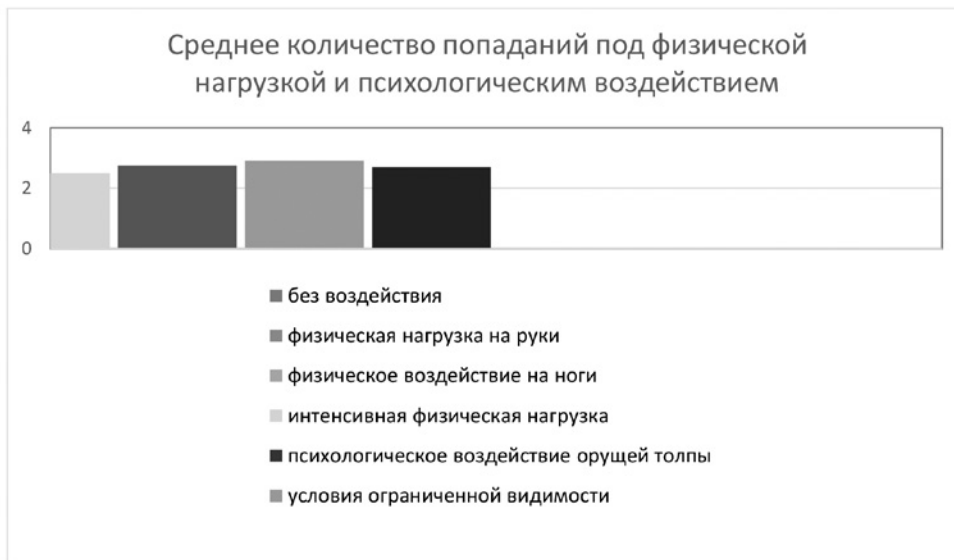 Среднее количество попаданий под физической
нагрузкой и психологическим воздействием
4
2
0
без воздействия
физическая нагрузка на руки
физическое воздействие на ноги
интенсивная физическая нагрузка
психологическое воздействие орущей толпы
условия ограниченной видимости